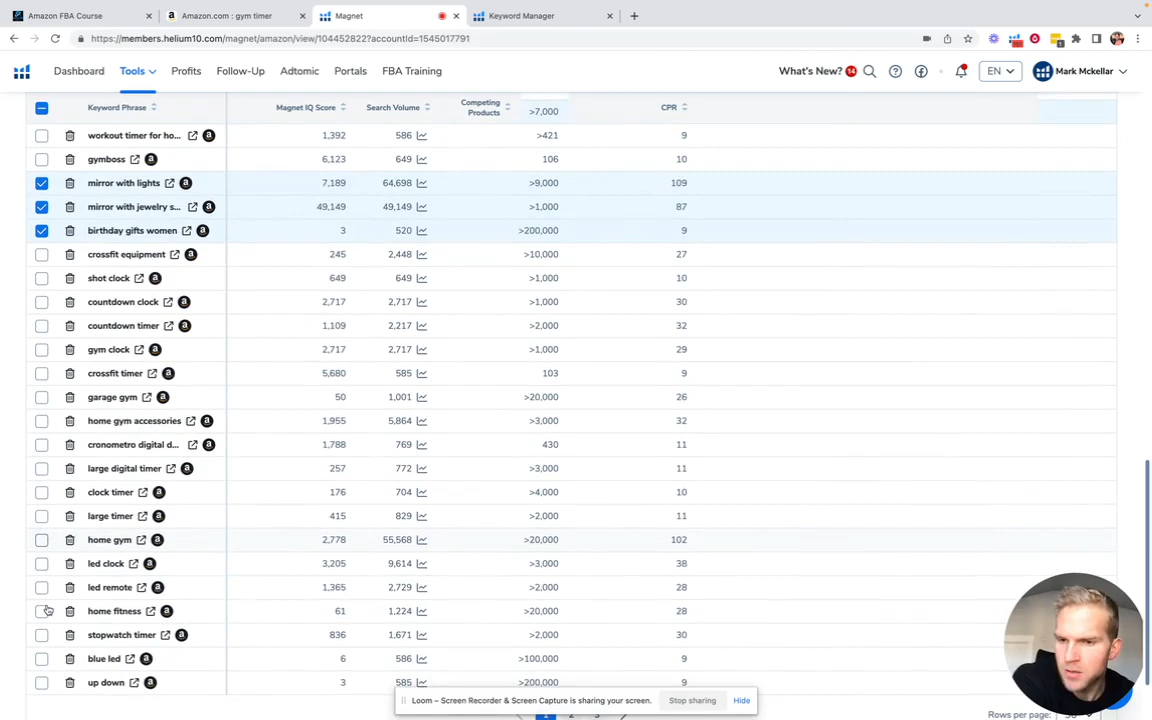 Amazon FBA Course
Amazon.com : gym timer
Magnet
Keyword Manager
members.helium10.com/magnet/amazon/view/104452822?accountId=1545017791
Dashboard Tools Profits Follow-Up Adtomic Portals FBA Training What's New? 14 EN Mark Mckellar
Keyword Phrase Magnet IQ Score Search Volume Competing Products >7,000 CPR
workout timer for ho... 1,392 586 >421 9
gymboss 6,123 649 106 10
mirror with lights 7,189 64,698 >9,000 109
mirror with jewelry s... 49,149 49,149 >1,000 87
birthday gifts women 3 520 >200,000 9
crossfit equipment 245 2,448 >10,000 27
shot clock 649 649 >1,000 10
countdown clock 2,717 2,717 >1,000 30
countdown timer 1,109 2,217 >2,000 32
gym clock 2,717 2,717 >1,000 29
crossfit timer 5,680 585 103 9
garage gym 50 1,001 >20,000 26
home gym accessories 1,955 5,864 >3,000 32
cronometro digital d... 1,788 769 430 11
large digital timer 257 772 >3,000 11
clock timer 176 704 >4,000 10
large timer 415 829 >2,000 11
home gym 2,778 55,568 >20,000 102
led clock 3,205 9,614 >3,000 38
led remote 1,365 2,729 >2,000 28
home fitness 61 1,224 >20,000 28
stopwatch timer 836 1,671 >2,000 30
blue led 6 586 >100,000 9
up down 3 585 >200,000 9
Loom – Screen Recorder & Screen Capture is sharing your screen. Stop sharing Hide
1 2 3
Rows per page: